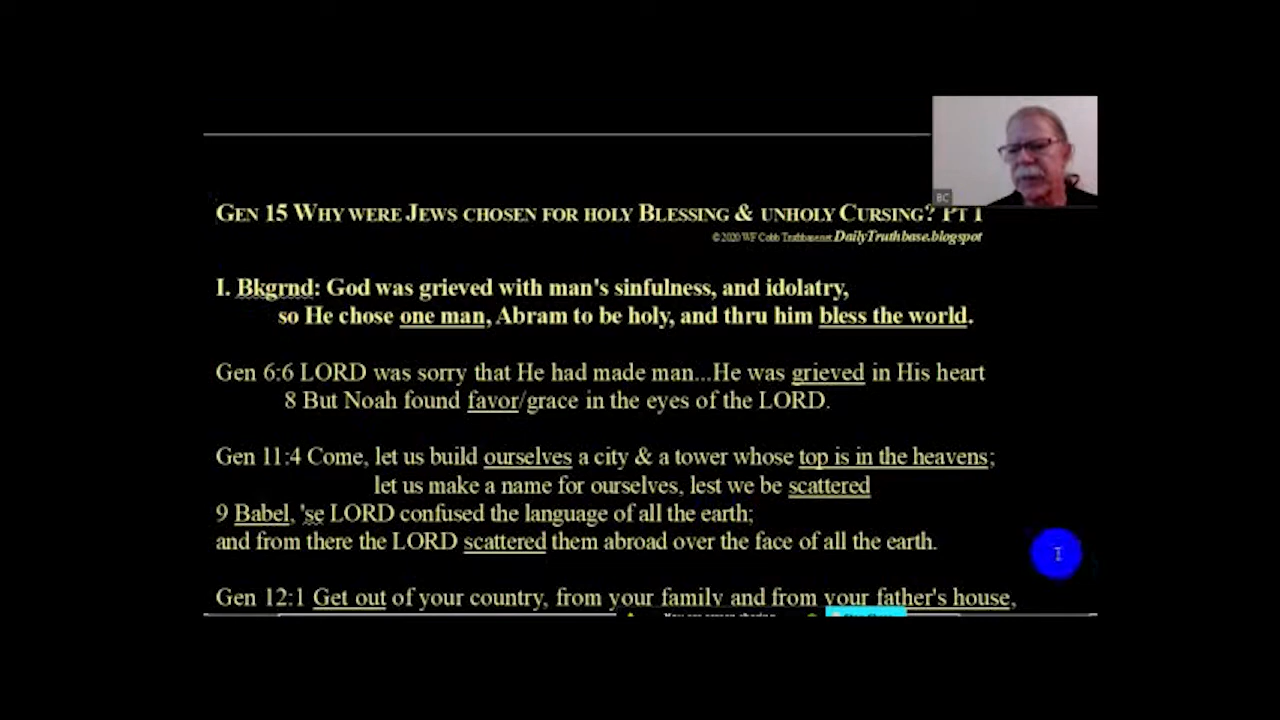 BC
GEN 15 WHY WERE JEWS CHOSEN FOR HOLY BLESSING & UNHOLY CURSING? PT 1
©2020 WF Cobb Truthbase.net DailyTruthbase.blogspot
I. Bkgrnd: God was grieved with man's sinfulness, and idolatry,
so He chose one man, Abram to be holy, and thru him bless the world.
Gen 6:6 LORD was sorry that He had made man...He was grieved in His heart
8 But Noah found favor/grace in the eyes of the LORD.
Gen 11:4 Come, let us build ourselves a city & a tower whose top is in the heavens;
let us make a name for ourselves, lest we be scattered
9 Babel, 'se LORD confused the language of all the earth;
and from there the LORD scattered them abroad over the face of all the earth.
Gen 12:1 Get out of your country, from your family and from your father's house,